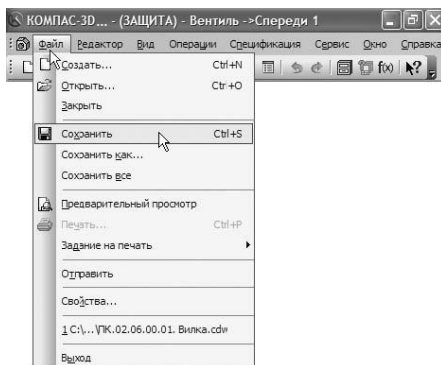 КОМПАС-3D... - (ЗАЩИТА) - Вентиль ->Спереди 1
Файл Редактор Вид Операции Спецификация Сервис Окно Справка
f(x)
Создать... Ctrl+N
Открыть... Ctrl+O
Закрыть
Сохранить Ctrl+S
Сохранить как...
Сохранить все
Предварительный просмотр
Печать... Ctrl+P
Задание на печать
Отправить
Свойства...
1 C:\...\ПК.02.06.00.01. Вилка.cdw
Выход